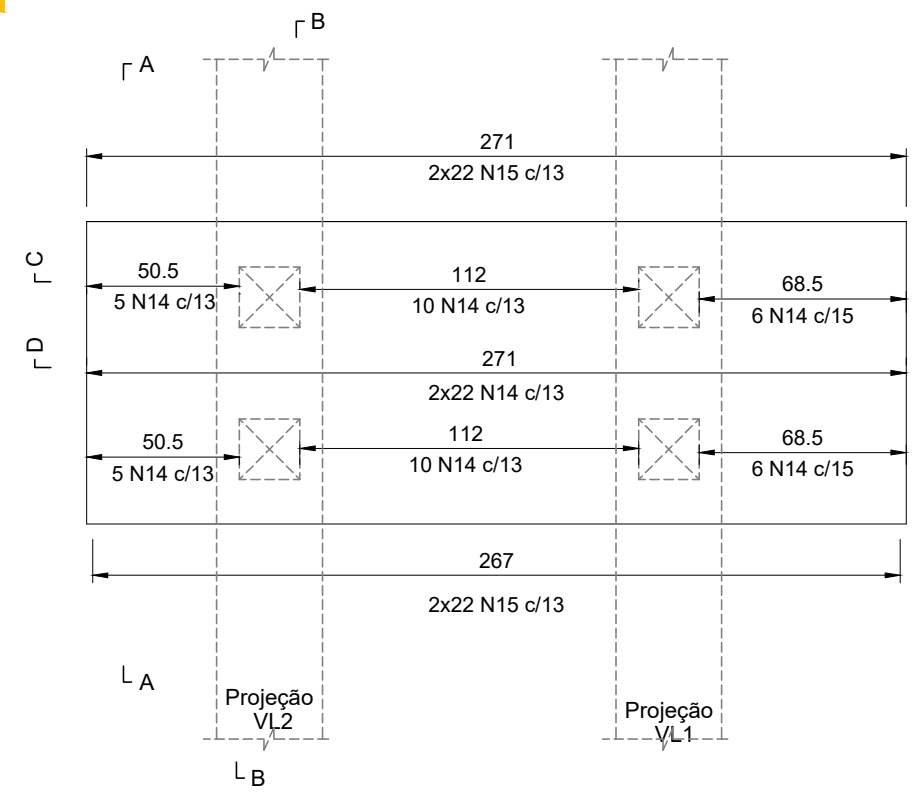 B
A
271
2x22 N15 c/13
C
50.5
5 N14 c/13
112
10 N14 c/13
68.5
6 N14 c/15
D
271
2x22 N14 c/13
50.5
5 N14 c/13
112
10 N14 c/13
68.5
6 N14 c/15
267
2x22 N15 c/13
A
Projeção
VL2
Projeção
VL1
B